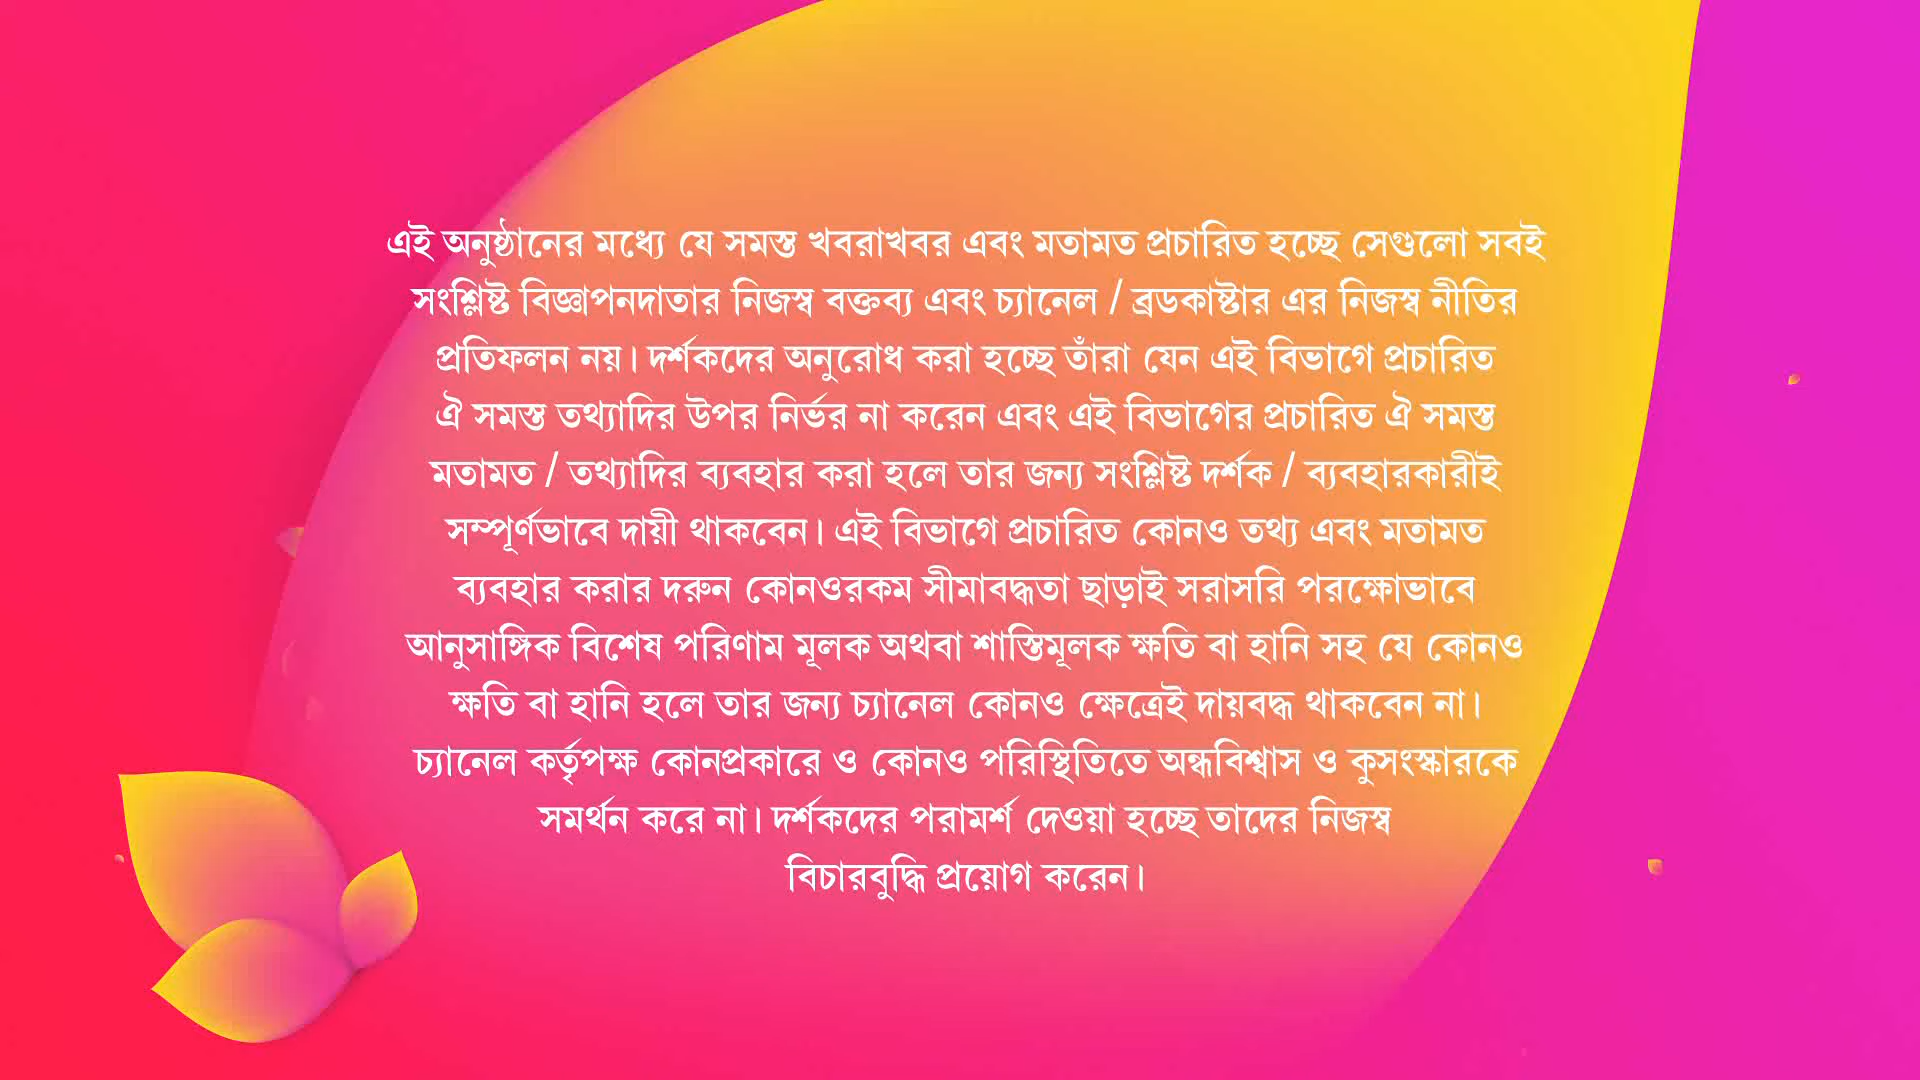 এই অনুষ্ঠানের মধ্যে যে সমস্ত খবরাখবর এবং মতামত প্রচারিত হচ্ছে সেগুলো সবই
সংশ্লিষ্ট বিজ্ঞাপনদাতার নিজস্ব বক্তব্য এবং চ্যানেল / ব্রডকাষ্টার এর নিজস্ব নীতির
প্রতিফলন নয়। দর্শকদের অনুরোধ করা হচ্ছে তাঁরা যেন এই বিভাগে প্রচারিত
ঐ সমস্ত তথ্যাদির উপর নির্ভর না করেন এবং এই বিভাগের প্রচারিত ঐ সমস্ত
মতামত / তথ্যাদির ব্যবহার করা হলে তার জন্য সংশ্লিষ্ট দর্শক / ব্যবহারকারীই
সম্পূর্ণভাবে দায়ী থাকবেন। এই বিভাগে প্রচারিত কোনও তথ্য এবং মতামত
ব্যবহার করার দরুন কোনওরকম সীমাবদ্ধতা ছাড়াই সরাসরি পরক্ষোভাবে
আনুসাঙ্গিক বিশেষ পরিণাম মূলক অথবা শাস্তিমূলক ক্ষতি বা হানি সহ যে কোনও
ক্ষতি বা হানি হলে তার জন্য চ্যানেল কোনও ক্ষেত্রেই দায়বদ্ধ থাকবেন না।
চ্যানেল কর্তৃপক্ষ কোনপ্রকারে ও কোনও পরিস্থিতিতে অন্ধবিশ্বাস ও কুসংস্কারকে
সমর্থন করে না। দর্শকদের পরামর্শ দেওয়া হচ্ছে তাদের নিজস্ব
বিচারবুদ্ধি প্রয়োগ করেন।